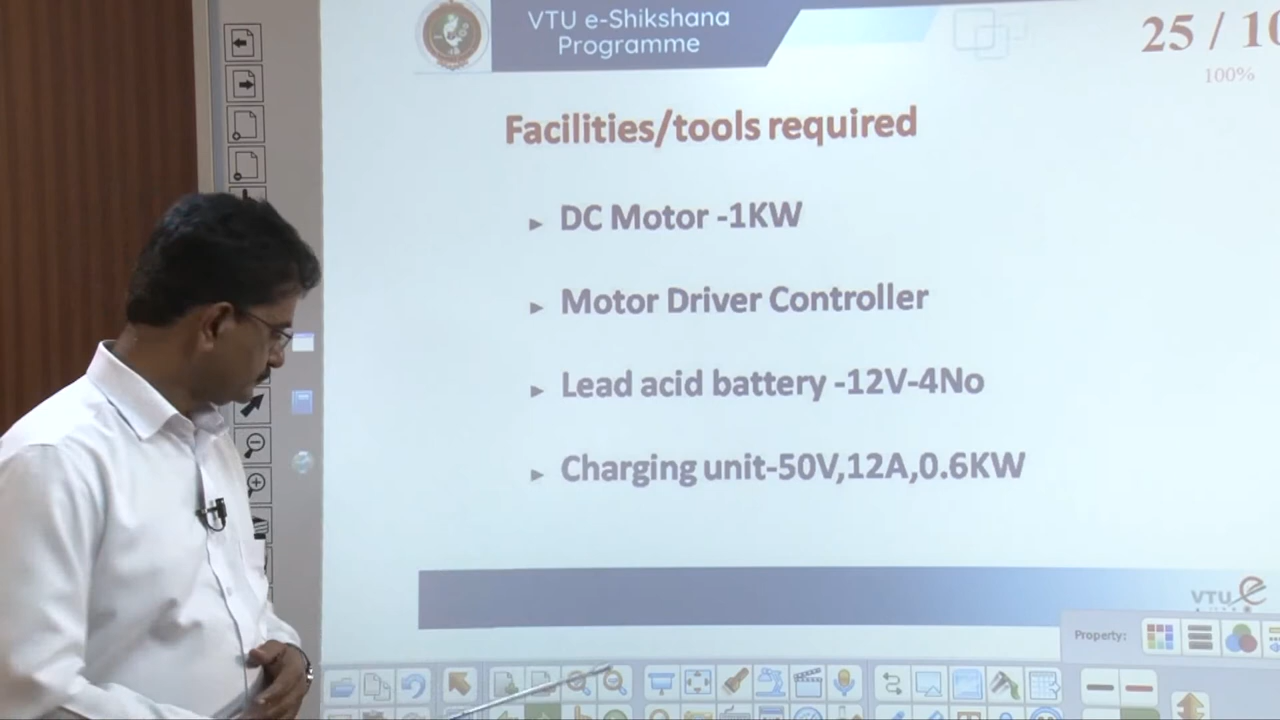 VTU e-Shikshana
Programme
25 / 10
100%
Facilities/tools required
► DC Motor -1KW
► Motor Driver Controller
► Lead acid battery -12V-4No
► Charging unit-50V,12A,0.6KW
VTU e
Property: